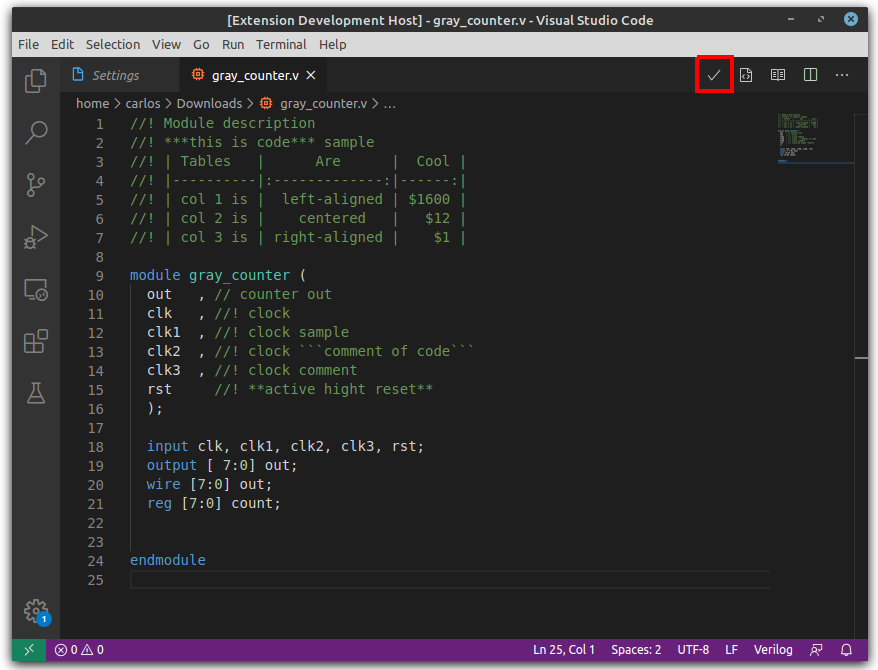 [Extension Development Host] - gray_counter.v - Visual Studio Code
File Edit Selection View Go Run Terminal Help
Settings gray_counter.v
home > carlos > Downloads > gray_counter.v > ...
1 //! Module description
2 //! ***this is code*** sample
3 //! | Tables   |      Are      |  Cool |
4 //! |----------|:-------------:|------:|
5 //! | col 1 is |  left-aligned | $1600 |
6 //! | col 2 is |    centered   |   $12 |
7 //! | col 3 is | right-aligned |    $1 |
8
9 module gray_counter (
10   out   , // counter out
11   clk   , //! clock
12   clk1  , //! clock sample
13   clk2  , //! clock ```comment of code```
14   clk3  , //! clock comment
15   rst     //! **active hight reset**
16   );
17
18   input clk, clk1, clk2, clk3, rst;
19   output [ 7:0] out;
20   wire [7:0] out;
21   reg [7:0] count;
22
23
24 endmodule
25
1
0 0 Ln 25, Col 1 Spaces: 2 UTF-8 LF Verilog